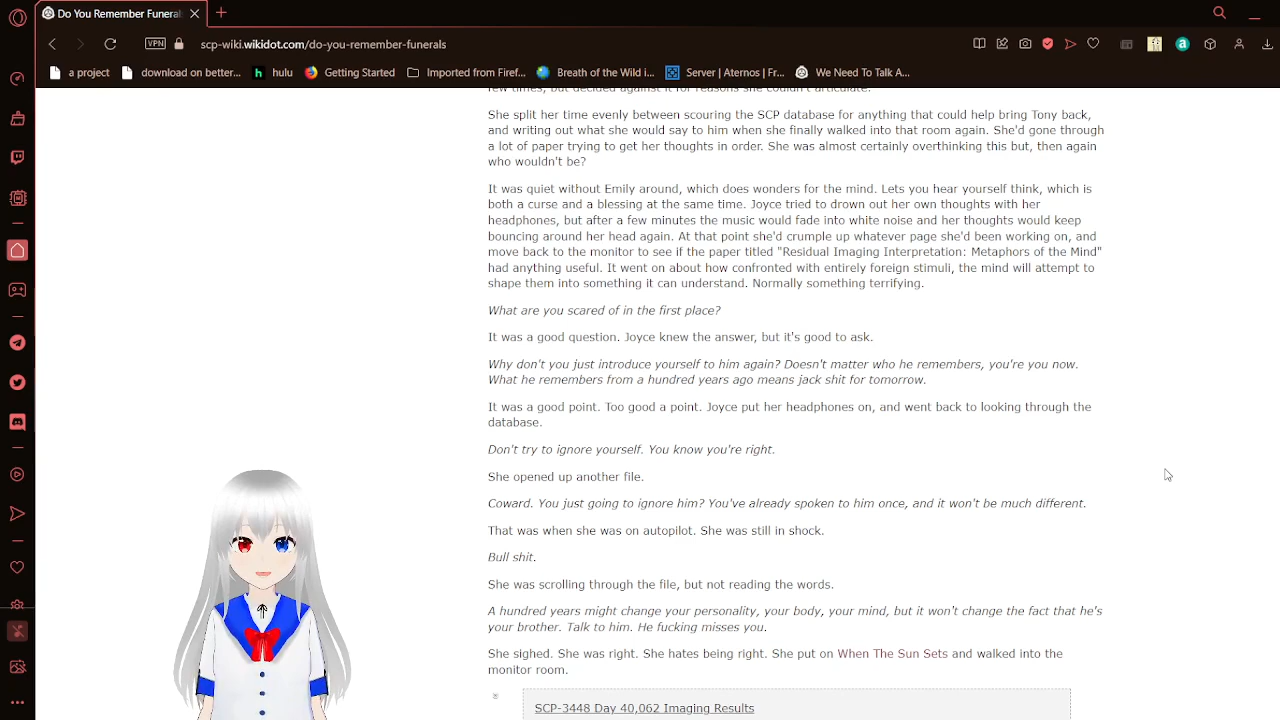 Do You Remember Funeral
VPN
scp-wiki.wikidot.com/do-you-remember-funerals
a project
download on better...
hulu
Getting Started
Imported from Firef...
Breath of the Wild i...
Server | Aternos | Fr...
We Need To Talk A...
few times, but decided against it for reasons she couldn't articulate.
She split her time evenly between scouring the SCP database for anything that could help bring Tony back,
and writing out what she would say to him when she finally walked into that room again. She'd gone through
a lot of paper trying to get her thoughts in order. She was almost certainly overthinking this but, then again
who wouldn't be?
It was quiet without Emily around, which does wonders for the mind. Lets you hear yourself think, which is
both a curse and a blessing at the same time. Joyce tried to drown out her own thoughts with her
headphones, but after a few minutes the music would fade into white noise and her thoughts would keep
bouncing around her head again. At that point she'd crumple up whatever page she'd been working on, and
move back to the monitor to see if the paper titled "Residual Imaging Interpretation: Metaphors of the Mind"
had anything useful. It went on about how confronted with entirely foreign stimuli, the mind will attempt to
shape them into something it can understand. Normally something terrifying.
What are you scared of in the first place?
It was a good question. Joyce knew the answer, but it's good to ask.
Why don't you just introduce yourself to him again? Doesn't matter who he remembers, you're you now.
What he remembers from a hundred years ago means jack shit for tomorrow.
It was a good point. Too good a point. Joyce put her headphones on, and went back to looking through the
database.
Don't try to ignore yourself. You know you're right.
She opened up another file.
Coward. You just going to ignore him? You've already spoken to him once, and it won't be much different.
That was when she was on autopilot. She was still in shock.
Bull shit.
She was scrolling through the file, but not reading the words.
A hundred years might change your personality, your body, your mind, but it won't change the fact that he's
your brother. Talk to him. He fucking misses you.
She sighed. She was right. She hates being right. She put on When The Sun Sets and walked into the
monitor room.
SCP-3448 Day 40,062 Imaging Results